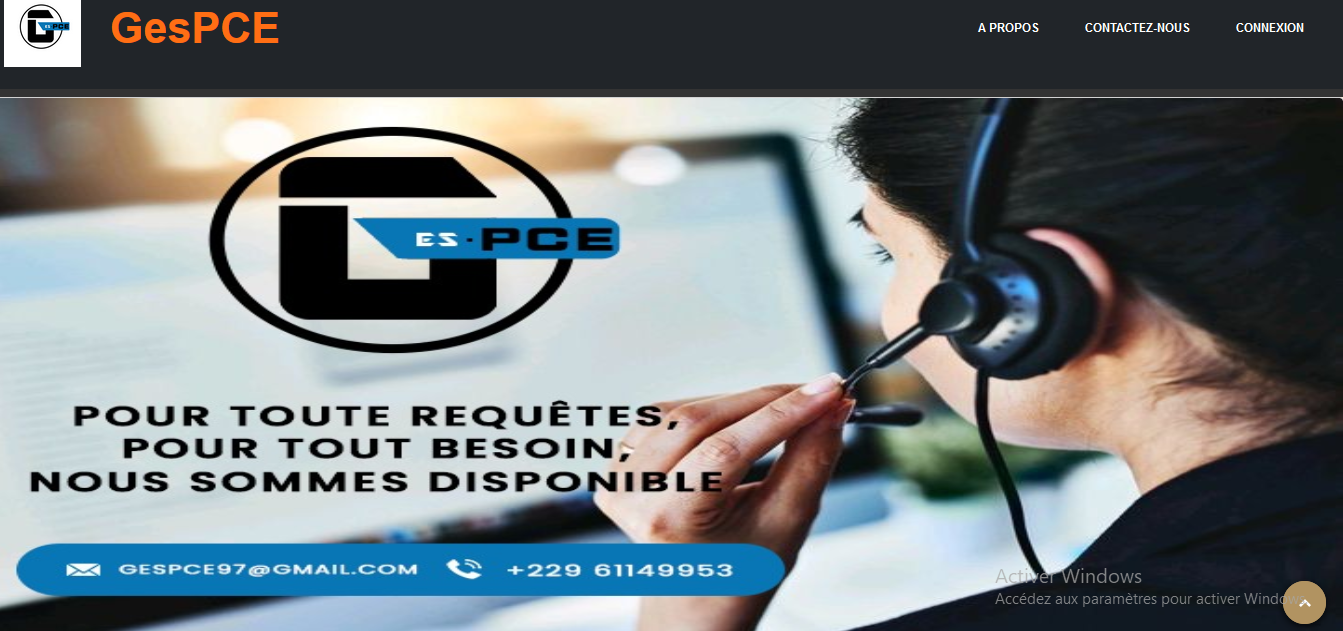 GesPCE
A PROPOS
CONTACTEZ-NOUS
CONNEXION
G
ES·PCE
POUR TOUTE REQUÊTES,
POUR TOUT BESOIN,
NOUS SOMMES DISPONIBLE
GESPCE97@GMAIL.COM
+229 61149953
Activer Windows
Accédez aux paramètres pour activer Windows